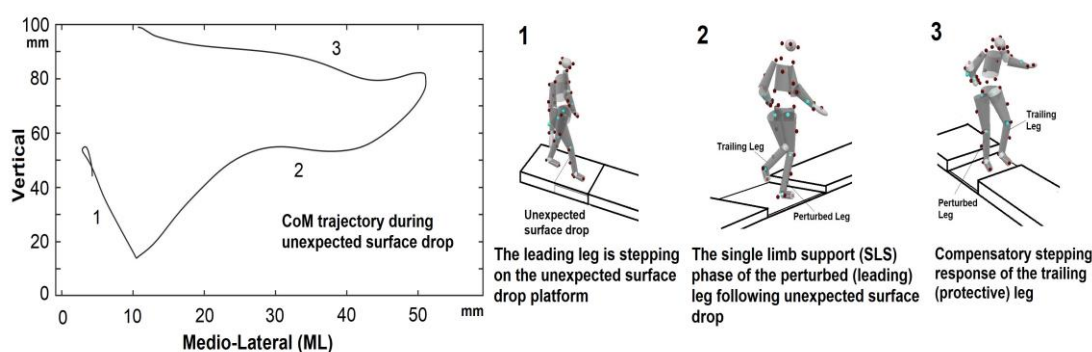 100
mm
80
60
40
20
0
Vertical
0
10
20
30
40
50
mm
Medio-Lateral (ML)
1
2
3
CoM trajectory during
unexpected surface drop
1
Unexpected
surface drop
The leading leg is stepping
on the unexpected surface
drop platform
2
Trailing Leg
Perturbed Leg
The single limb support (SLS)
phase of the perturbed (leading)
leg following unexpected surface
drop
3
Trailing
Leg
Perturbed
Leg
Compensatory stepping
response of the trailing
(protective) leg